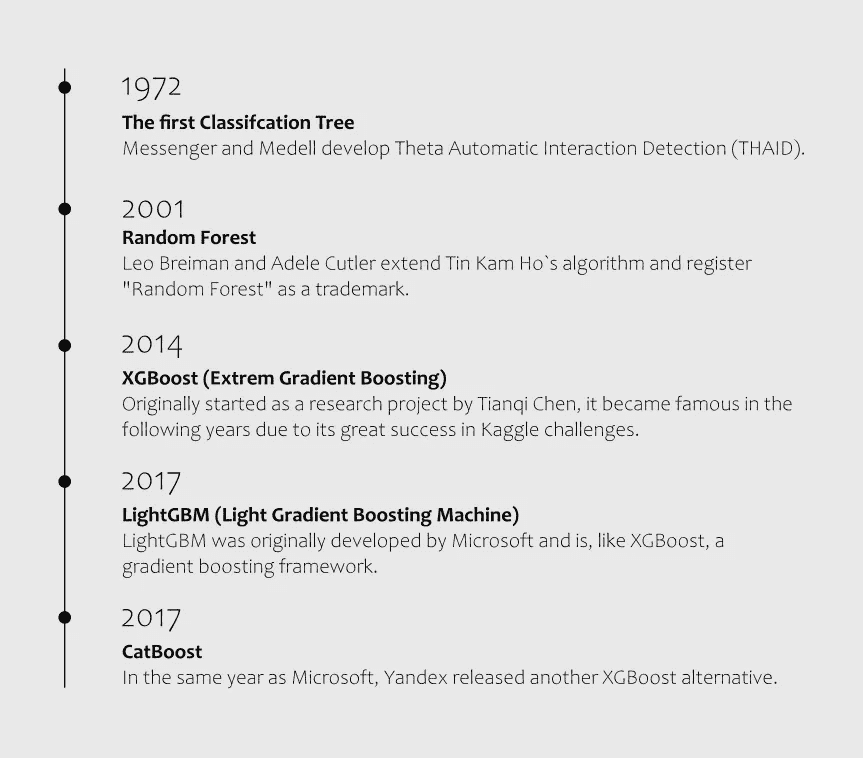 1972
The first Classifcation Tree
Messenger and Medell develop Theta Automatic Interaction Detection (THAID).
2001
Random Forest
Leo Breiman and Adele Cutler extend Tin Kam Ho`s algorithm and register
"Random Forest" as a trademark.
2014
XGBoost (Extrem Gradient Boosting)
Originally started as a research project by Tianqi Chen, it became famous in the
following years due to its great success in Kaggle challenges.
2017
LightGBM (Light Gradient Boosting Machine)
LightGBM was originally developed by Microsoft and is, like XGBoost, a
gradient boosting framework.
2017
CatBoost
In the same year as Microsoft, Yandex released another XGBoost alternative.